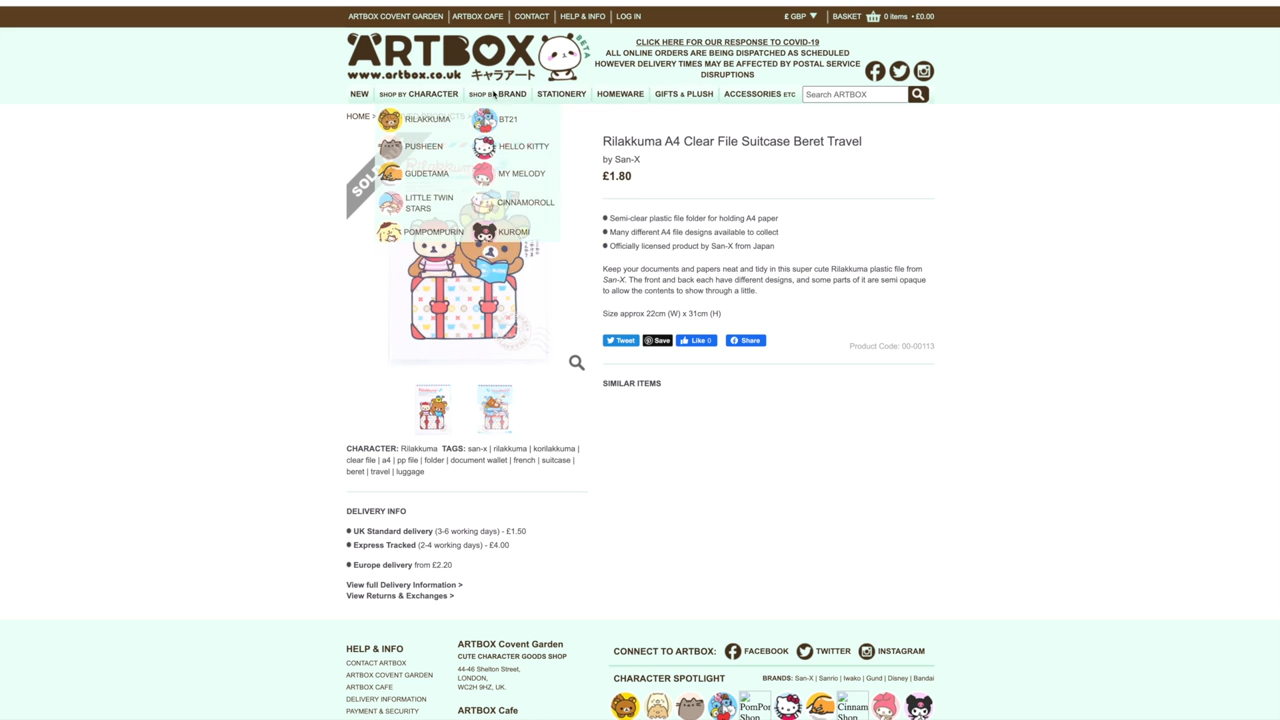 ARTBOX COVENT GARDEN | ARTBOX CAFE | CONTACT | HELP & INFO | LOG IN
£ GBP ▼ | BASKET 0 items • £0.00
ARTBOX BETA
www.artbox.co.uk キャラアート
CLICK HERE FOR OUR RESPONSE TO COVID-19
ALL ONLINE ORDERS ARE BEING DISPATCHED AS SCHEDULED
HOWEVER DELIVERY TIMES MAY BE AFFECTED BY POSTAL SERVICE
DISRUPTIONS
NEW | SHOP BY CHARACTER | SHOP BY BRAND | STATIONERY | HOMEWARE | GIFTS & PLUSH | ACCESSORIES ETC
Search ARTBOX
HOME >
RILAKKUMA BT21
PUSHEEN HELLO KITTY
GUDETAMA MY MELODY
LITTLE TWIN
STARS
CINNAMOROLL
POMPOMPURIN KUROMI
Rilakkuma A4 Clear File Suitcase Beret Travel
by San-X
£1.80
Semi-clear plastic file folder for holding A4 paper
Many different A4 file designs available to collect
Officially licensed product by San-X from Japan
Keep your documents and papers neat and tidy in this super cute Rilakkuma plastic file from
San-X. The front and back each have different designs, and some parts of it are semi opaque
to allow the contents to show through a little.
Size approx 22cm (W) x 31cm (H)
Tweet Save Like 0 Share
Product Code: 00-00113
SIMILAR ITEMS
CHARACTER: Rilakkuma TAGS: san-x | rilakkuma | korilakkuma |
clear file | a4 | pp file | folder | document wallet | french | suitcase |
beret | travel | luggage
DELIVERY INFO
UK Standard delivery (3-6 working days) - £1.50
Express Tracked (2-4 working days) - £4.00
Europe delivery from £2.20
View full Delivery Information >
View Returns & Exchanges >
HELP & INFO
CONTACT ARTBOX
ARTBOX COVENT GARDEN
ARTBOX CAFE
DELIVERY INFORMATION
PAYMENT & SECURITY
ARTBOX Covent Garden
CUTE CHARACTER GOODS SHOP
44-46 Shelton Street,
LONDON,
WC2H 9HZ, UK.
ARTBOX Cafe
CONNECT TO ARTBOX: FACEBOOK TWITTER INSTAGRAM
CHARACTER SPOTLIGHT
BRANDS: San-X | Sanrio | Iwako | Gund | Disney | Bandai
PomPom
Shop
Cinnam
Shop